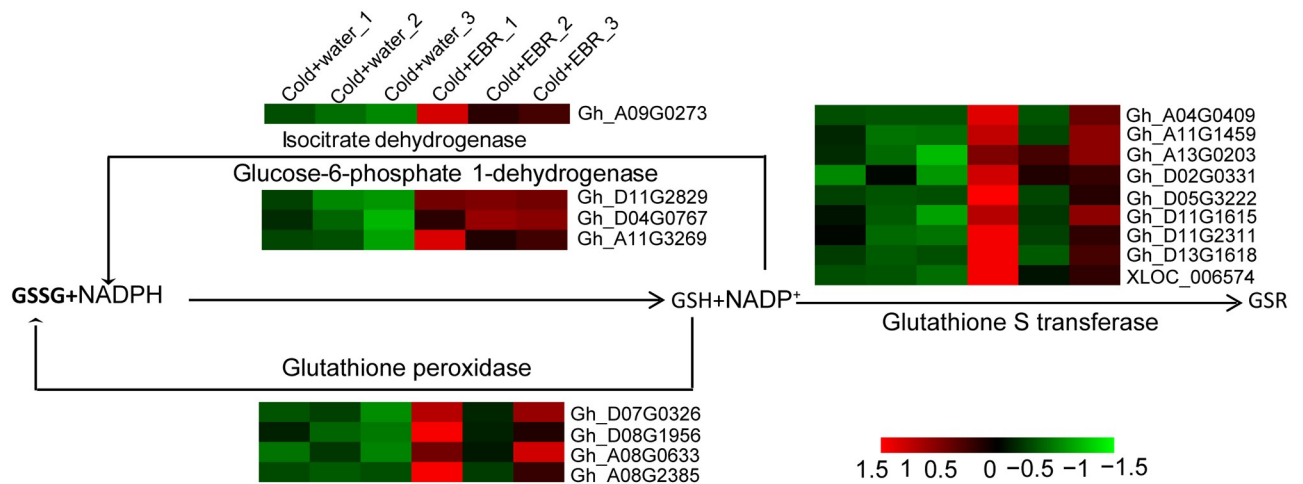 Cold+water_1
Cold+water_2
Cold+water_3
Cold+EBR_1
Cold+EBR_2
Cold+EBR_3
Gh_A09G0273
Isocitrate dehydrogenase
Glucose-6-phosphate 1-dehydrogenase
Gh_D11G2829
Gh_D04G0767
Gh_A11G3269
Gh_A04G0409
Gh_A11G1459
Gh_A13G0203
Gh_D02G0331
Gh_D05G3222
Gh_D11G1615
Gh_D11G2311
Gh_D13G1618
XLOC_006574
GSSG+NADPH
GSH+NADP⁺
GSR
Glutathione S transferase
Glutathione peroxidase
Gh_D07G0326
Gh_D08G1956
Gh_A08G0633
Gh_A08G2385
1.5 1 0.5 0 −0.5 −1 −1.5